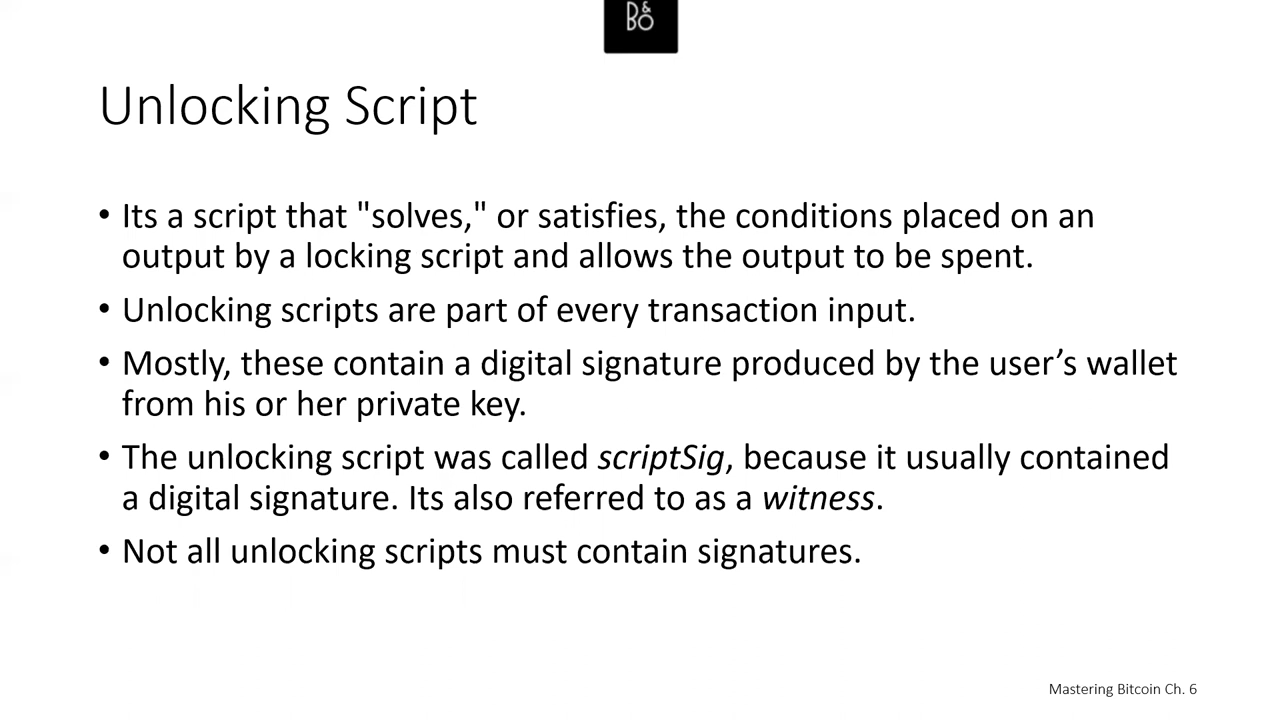 D&BO
Unlocking Script
• Its a script that "solves," or satisfies, the conditions placed on an
output by a locking script and allows the output to be spent.
• Unlocking scripts are part of every transaction input.
• Mostly, these contain a digital signature produced by the user’s wallet
from his or her private key.
• The unlocking script was called scriptSig, because it usually contained
a digital signature. Its also referred to as a witness.
• Not all unlocking scripts must contain signatures.
Mastering Bitcoin Ch. 6